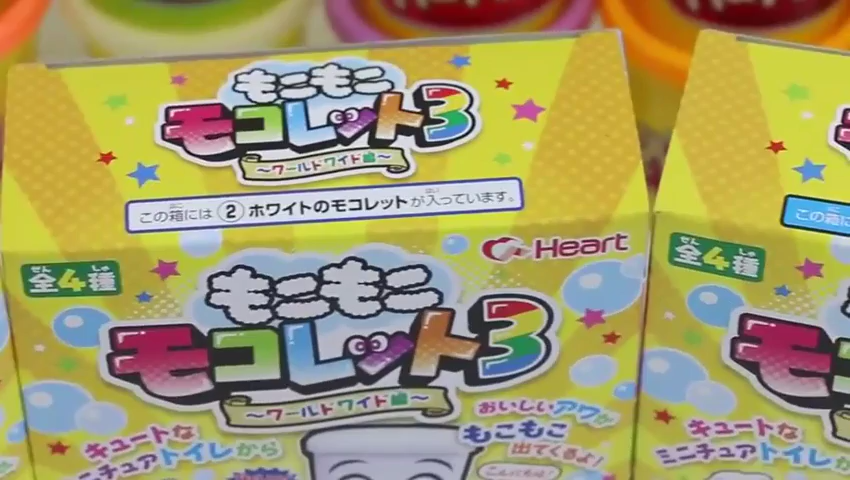 もこもこ
モコレット3
～ワールドワイド編～
この箱には②ホワイトのモコレットが入っています。
この箱に
Heart
全4種
全4種
もこもこ
モコレット3
～ワールドワイド編～
キュートな
ミニチュアトイレから
おいしいアワが
もこもこ
出てくるよ!
こんにちは!
キュートな
ミニチュアトイ